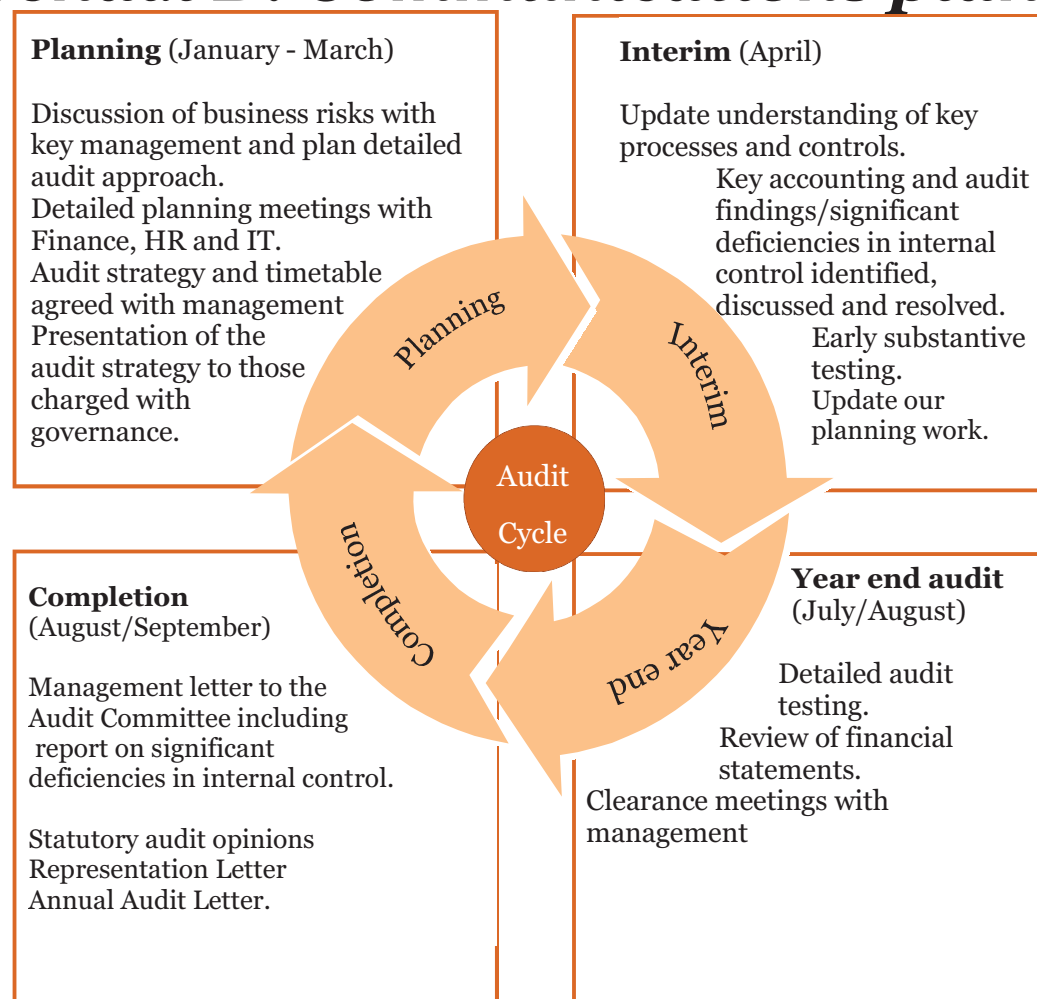 Planning (January - March)
Discussion of business risks with
key management and plan detailed
audit approach.
Detailed planning meetings with
Finance, HR and IT.
Audit strategy and timetable
agreed with management
Presentation of the
audit strategy to those
charged with
governance.
Interim (April)
Update understanding of key
processes and controls.
Key accounting and audit
findings/significant
deficiencies in internal
control identified,
discussed and resolved.
Early substantive
testing.
Update our
planning work.
Planning
Interim
Audit
Cycle
Completion
Year end
Completion
(August/September)
Management letter to the
Audit Committee including
report on significant
deficiencies in internal control.
Statutory audit opinions
Representation Letter
Annual Audit Letter.
Year end audit
(July/August)
Detailed audit
testing.
Review of financial
statements.
Clearance meetings with
management